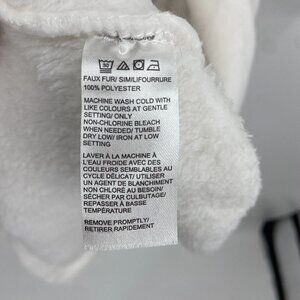 FAUX FUR/ SIMILIFOURRURE
100% POLYESTER
MACHINE WASH COLD WITH
LIKE COLOURS AT GENTLE
SETTING/ ONLY
NON-CHLORINE BLEACH
WHEN NEEDED/ TUMBLE
DRY LOW/ IRON AT LOW
SETTING
LAVER À LA MACHINE À
L'EAU FROIDE AVEC DES
COULEURS SEMBLABLES AU
CYCLE DÉLICAT/ UTILISER
UN AGENT DE BLANCHIMENT
NON CHLORÉ AU BESOIN/
SÉCHER PAR CULBUTAGE/
REPASSER À BASSE
TEMPÉRATURE
REMOVE PROMPTLY/
RETIRER RAPIDEMENT